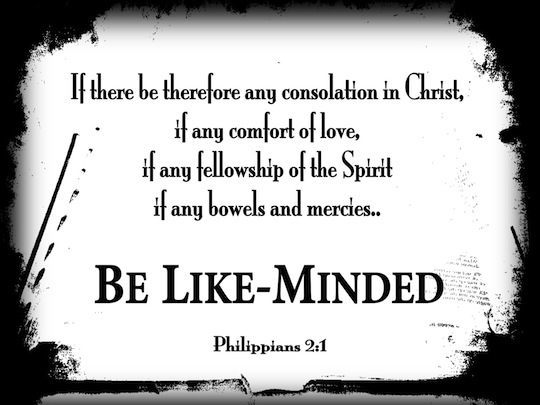 If there be therefore any consolation in Christ,
if any comfort of love,
if any fellowship of the Spirit
if any bowels and mercies..
BE LIKE-MINDED
Philippians 2:1